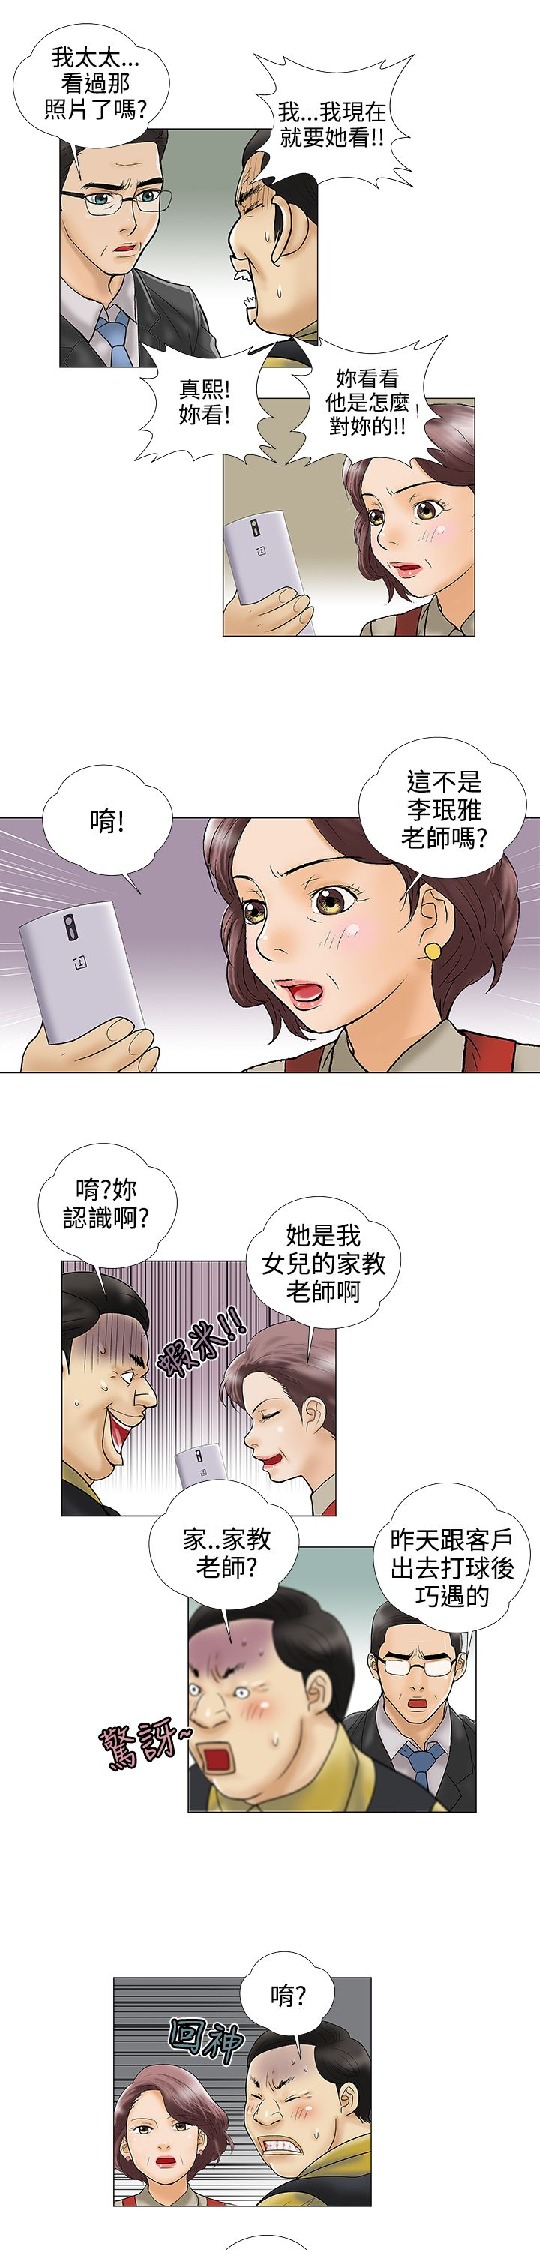 我太太...
看過那
照片了嗎?
我...我現在
就要她看!!
真熙!
妳看!
妳看看
他是怎麼
對妳的!!
唷!
這不是
李珉雅
老師嗎?
唷?妳
認識啊?
她是我
女兒的家教
老師啊
蝦米!!
家..家教
老師?
昨天跟客戶
出去打球後
巧遇的
驚訝~
唷?
回神